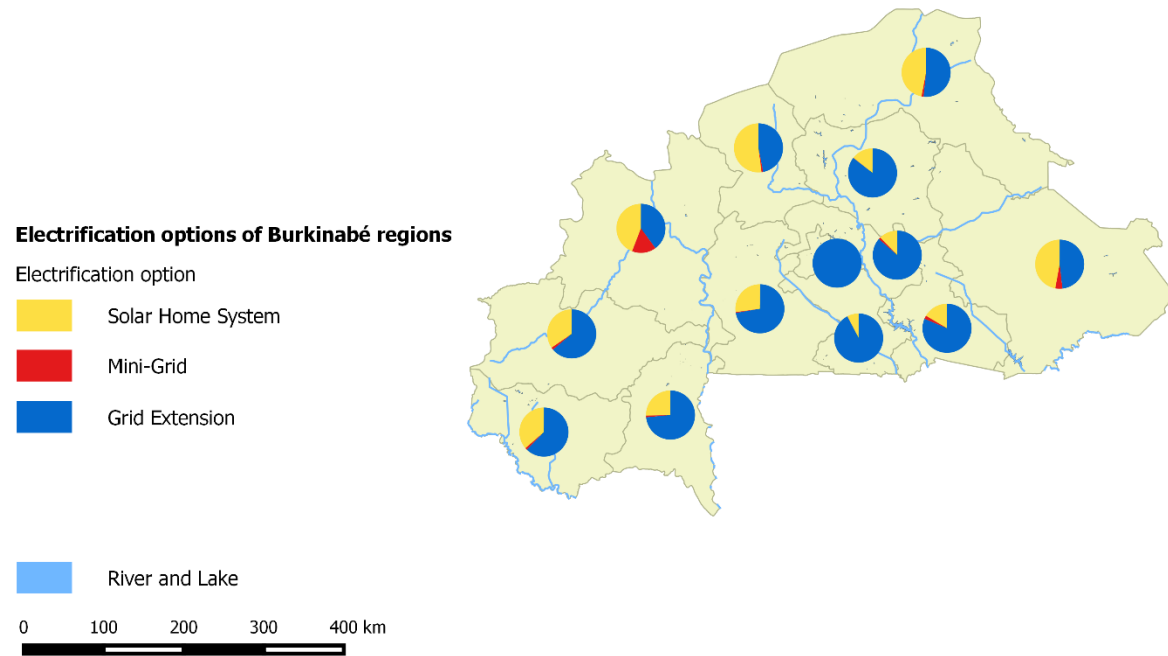 Electrification options of Burkinabé regions
Electrification option
Solar Home System
Mini-Grid
Grid Extension
River and Lake
0 100 200 300 400 km